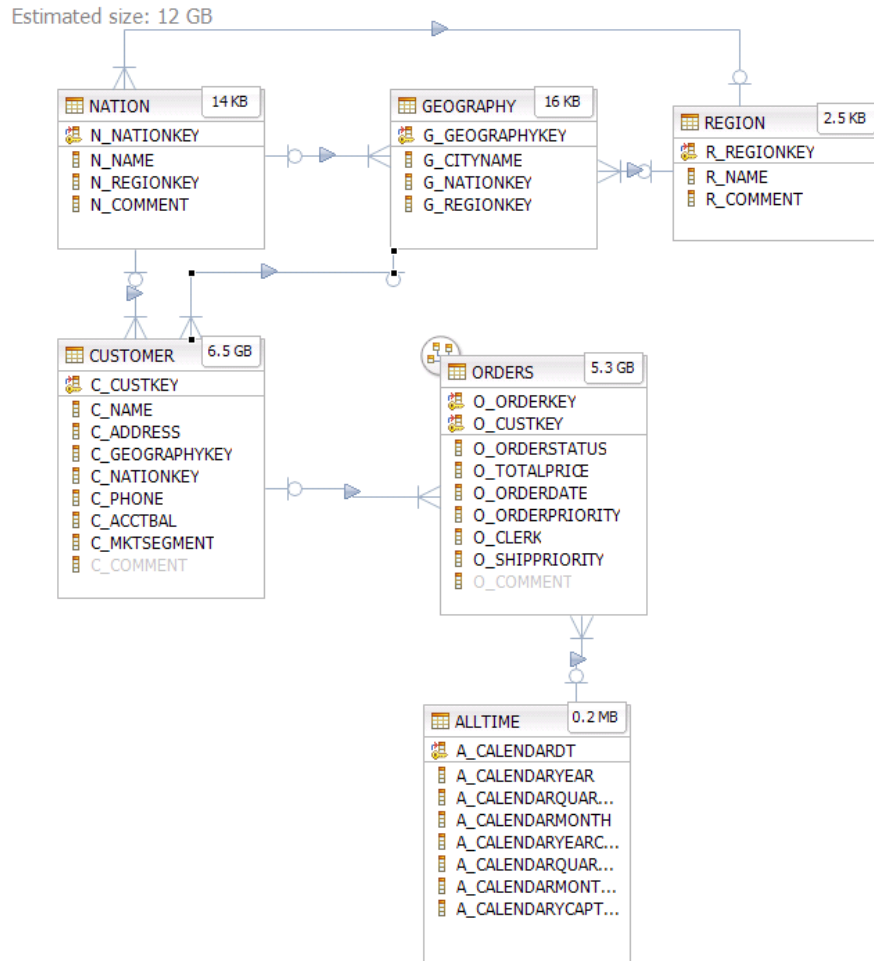 Estimated size: 12 GB
NATION
14 KB
N_NATIONKEY
N_NAME
N_REGIONKEY
N_COMMENT
GEOGRAPHY
16 KB
G_GEOGRAPHYKEY
G_CITYNAME
G_NATIONKEY
G_REGIONKEY
REGION
2.5 KB
R_REGIONKEY
R_NAME
R_COMMENT
CUSTOMER
6.5 GB
C_CUSTKEY
C_NAME
C_ADDRESS
C_GEOGRAPHYKEY
C_NATIONKEY
C_PHONE
C_ACCTBAL
C_MKTSEGMENT
C_COMMENT
ORDERS
5.3 GB
O_ORDERKEY
O_CUSTKEY
O_ORDERSTATUS
O_TOTALPRICE
O_ORDERDATE
O_ORDERPRIORITY
O_CLERK
O_SHIPPRIORITY
O_COMMENT
ALLTIME
0.2 MB
A_CALENDARDT
A_CALENDARYEAR
A_CALENDARQUAR...
A_CALENDARMONTH
A_CALENDARYEARC...
A_CALENDARQUAR...
A_CALENDARMONT...
A_CALENDARYCAPT...